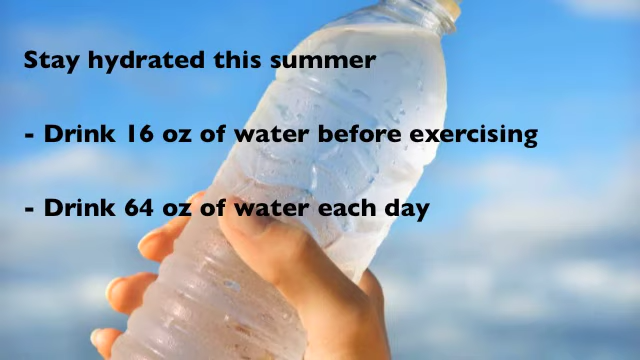 Stay hydrated this summer
- Drink 16 oz of water before exercising
- Drink 64 oz of water each day